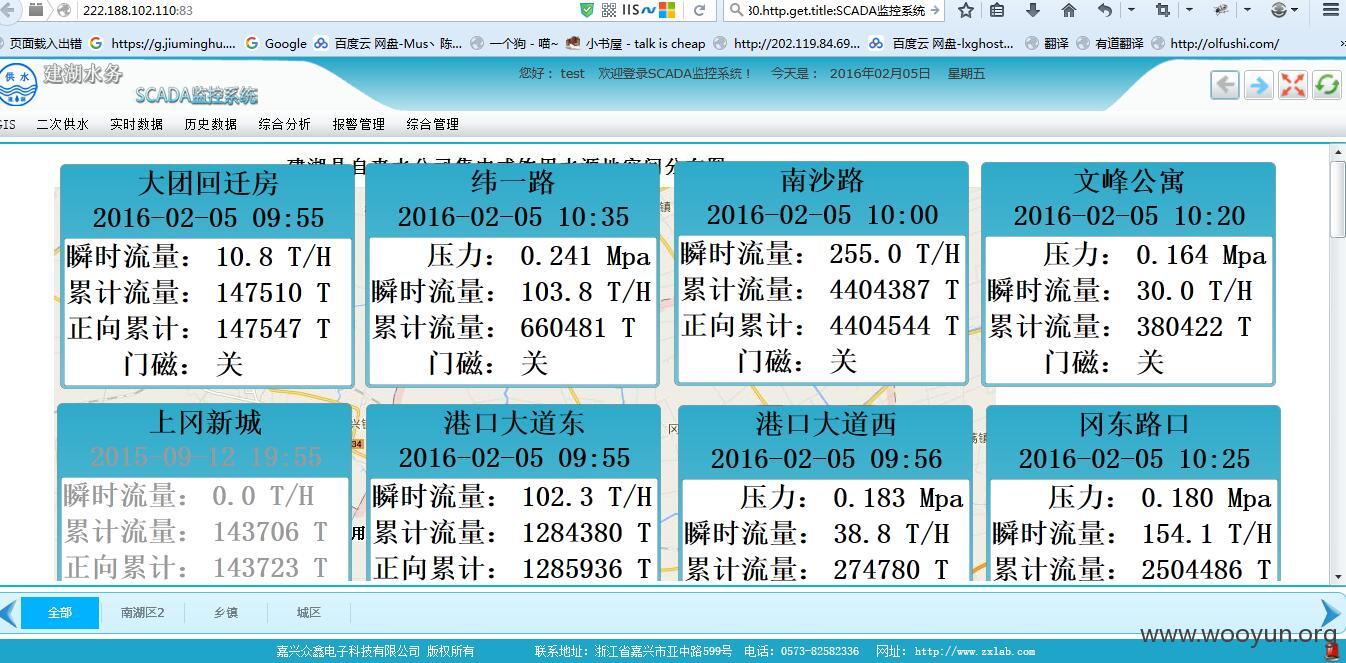 222.188.102.110:83
IIS
30.http.get.title:SCADA监控系统
页面载入出错 https://g.jiuminghu.... Google 百度云 网盘-Mus丶陈... 一个狗 - 喵~ 小书屋 - talk is cheap http://202.119.84.69... 百度云 网盘-lxghost... 翻译 有道翻译 http://olfushi.com/
供水
建湖水务
SCADA监控系统
您好： test 欢迎登录SCADA监控系统！ 今天是： 2016年02月05日 星期五
GIS 二次供水 实时数据 历史数据 综合分析 报警管理 综合管理
大团回迁房
2016-02-05 09:55
瞬时流量： 10.8 T/H
累计流量： 147510 T
正向累计： 147547 T
门磁： 关
纬一路
2016-02-05 10:35
压力： 0.241 Mpa
瞬时流量： 103.8 T/H
累计流量： 660481 T
门磁： 关
南沙路
2016-02-05 10:00
瞬时流量： 255.0 T/H
累计流量： 4404387 T
正向累计： 4404544 T
门磁： 关
文峰公寓
2016-02-05 10:20
压力： 0.164 Mpa
瞬时流量： 30.0 T/H
累计流量： 380422 T
门磁： 关
上冈新城
2015-09-12 19:55
瞬时流量： 0.0 T/H
累计流量： 143706 T
正向累计： 143723 T
港口大道东
2016-02-05 09:55
瞬时流量： 102.3 T/H
累计流量： 1284380 T
正向累计： 1285936 T
港口大道西
2016-02-05 09:56
压力： 0.183 Mpa
瞬时流量： 38.8 T/H
累计流量： 274780 T
冈东路口
2016-02-05 10:25
压力： 0.180 Mpa
瞬时流量： 154.1 T/H
累计流量： 2504486 T
镇
34
用
全部 南湖区2 乡镇 城区
www.wooyun.org
嘉兴众鑫电子科技有限公司 版权所有 联系地址：浙江省嘉兴市亚中路599号 电话：0573-82582336 网址：http://www.zxlab.com